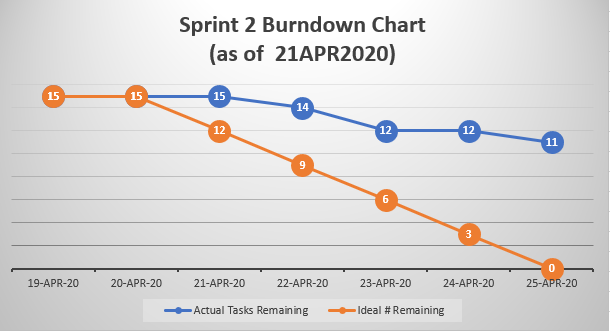 Sprint 2 Burndown Chart
(as of  21APR2020)
15 15 15 14 12 12 11
12 9 6 3 0
19-APR-20 20-APR-20 21-APR-20 22-APR-20 23-APR-20 24-APR-20 25-APR-20
Actual Tasks Remaining Ideal # Remaining